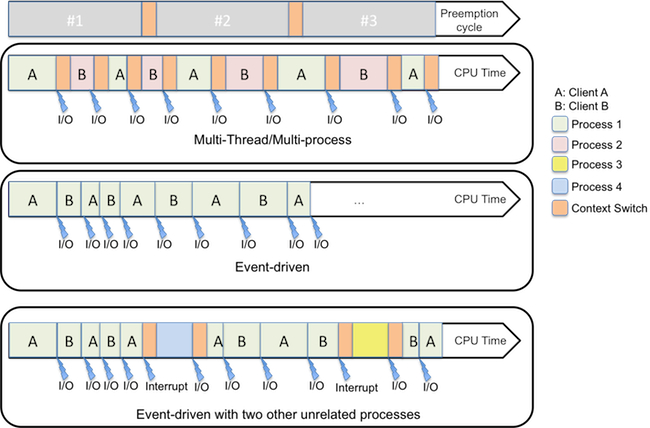 #1 #2 #3 Preemption
cycle
A B A B A B A B A CPU Time
I/O I/O I/O I/O I/O I/O I/O I/O I/O
Multi-Thread/Multi-process
A: Client A
B: Client B
Process 1
Process 2
Process 3
Process 4
Context Switch
A B A B A B A B A ... CPU Time
I/O I/O I/O I/O I/O I/O I/O I/O I/O
Event-driven
A B A B A A B A B B A CPU Time
I/O I/O I/O I/O Interrupt I/O I/O I/O I/O Interrupt I/O I/O
Event-driven with two other unrelated processes